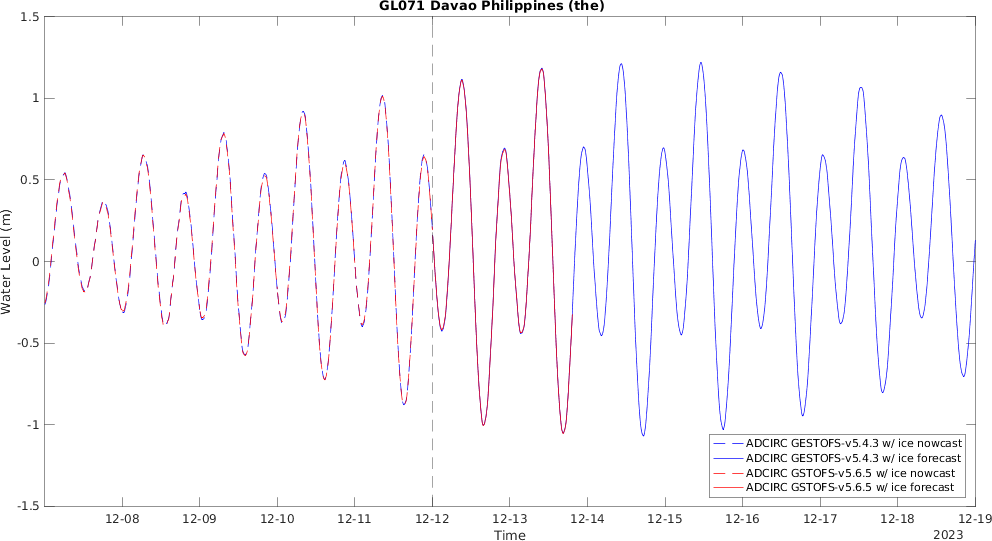 GL071 Davao Philippines (the)
1.5
1
0.5
0
-0.5
-1
-1.5
Water Level (m)
ADCIRC GESTOFS-v5.4.3 w/ ice nowcast
ADCIRC GESTOFS-v5.4.3 w/ ice forecast
ADCIRC GSTOFS-v5.6.5 w/ ice nowcast
ADCIRC GSTOFS-v5.6.5 w/ ice forecast
12-08 12-09 12-10 12-11 12-12 12-13 12-14 12-15 12-16 12-17 12-18 12-19
Time
2023